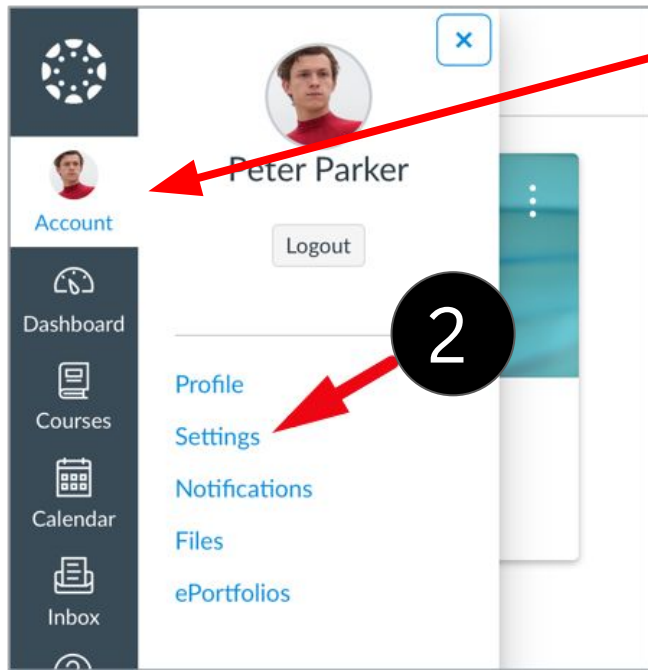 ×
Peter Parker
Account
Logout
Dashboard
2
Profile
Courses
Settings
Notifications
Calendar
Files
ePortfolios
Inbox
?